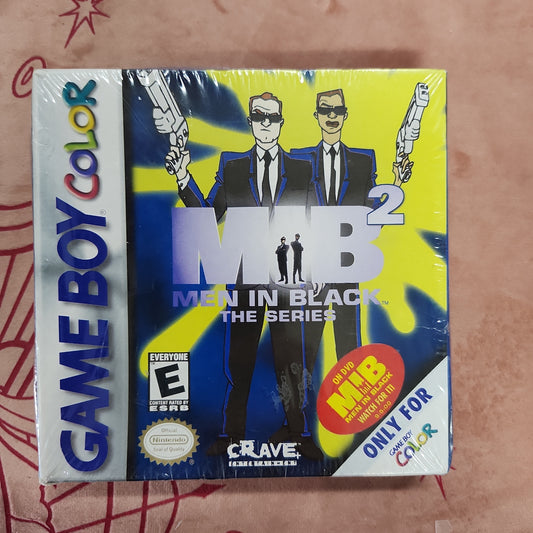 GAME BOY COLOR
MIB 2
MEN IN BLACK™
THE SERIES
EVERYONE
E
CONTENT RATED BY
ESRB
Official
Nintendo
Seal of Quality
CRAVE
ENTERTAINMENT
ON DVD
MIB
MEN IN BLACK
WATCH FOR IT!
ONLY FOR
GAME BOY
COLOR